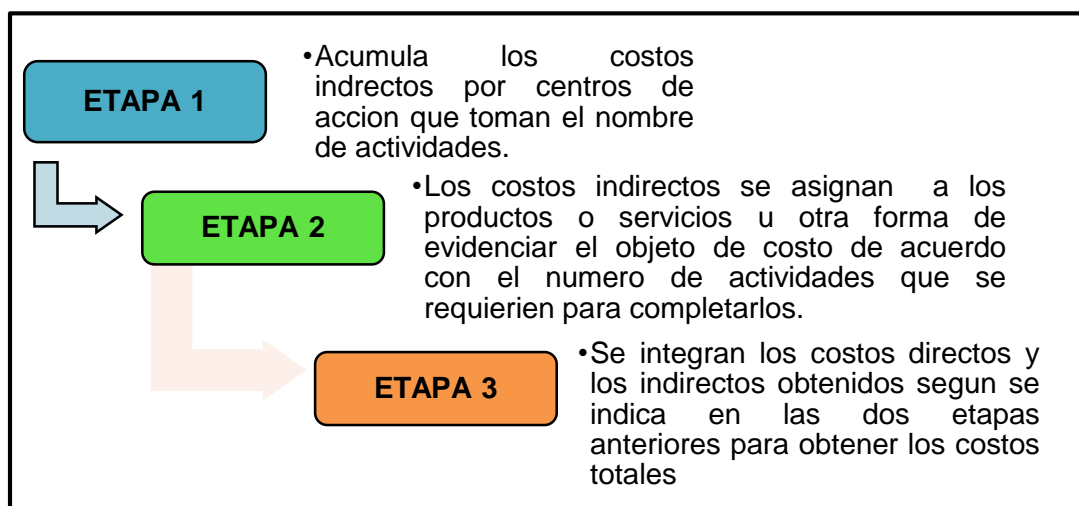 ETAPA 1
•Acumula los costos
indrectos por centros de
accion que toman el nombre
de actividades.
ETAPA 2
•Los costos indirectos se asignan a los
productos o servicios u otra forma de
evidenciar el objeto de costo de acuerdo
con el numero de actividades que se
requierien para completarlos.
ETAPA 3
•Se integran los costos directos y
los indirectos obtenidos segun se
indica en las dos etapas
anteriores para obtener los costos
totales